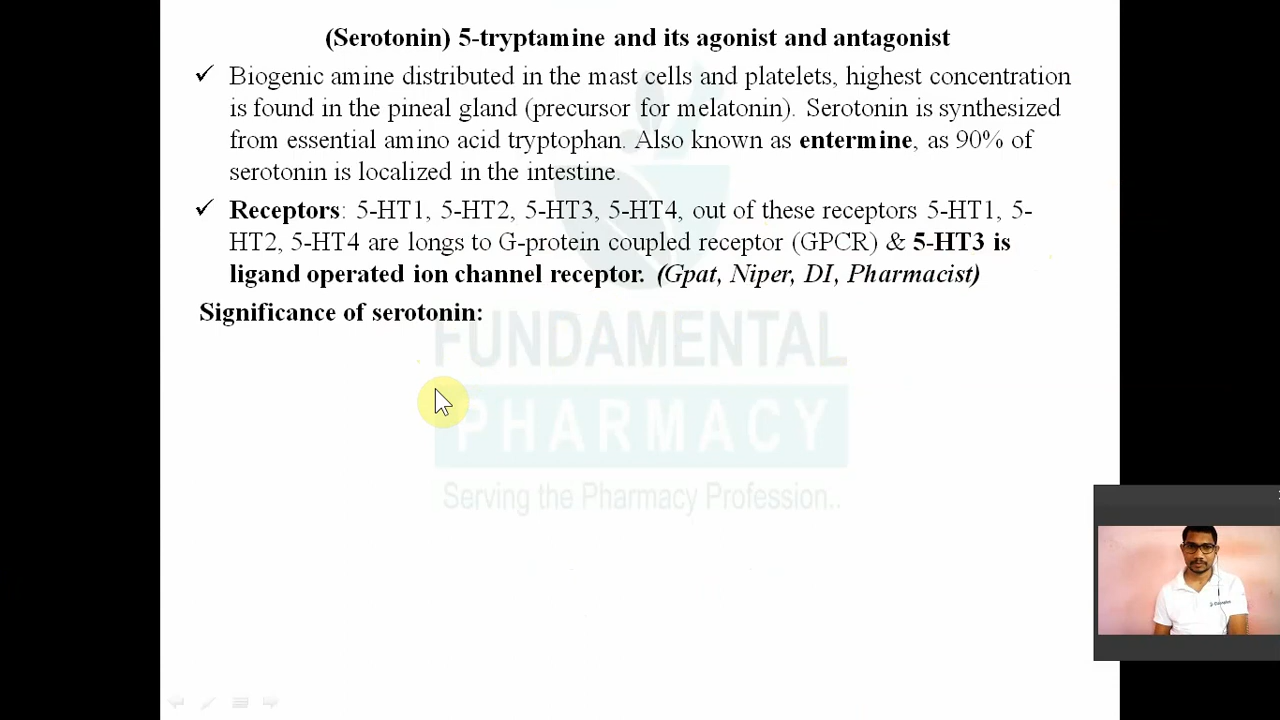 (Serotonin) 5-tryptamine and its agonist and antagonist
✓ Biogenic amine distributed in the mast cells and platelets, highest concentration
is found in the pineal gland (precursor for melatonin). Serotonin is synthesized
from essential amino acid tryptophan. Also known as entermine, as 90% of
serotonin is localized in the intestine.
✓ Receptors: 5-HT1, 5-HT2, 5-HT3, 5-HT4, out of these receptors 5-HT1, 5-
HT2, 5-HT4 are longs to G-protein coupled receptor (GPCR) & 5-HT3 is
ligand operated ion channel receptor. (Gpat, Niper, DI, Pharmacist)
Significance of serotonin:
FUNDAMENTAL
PHARMACY
Serving the Pharmacy Profession..